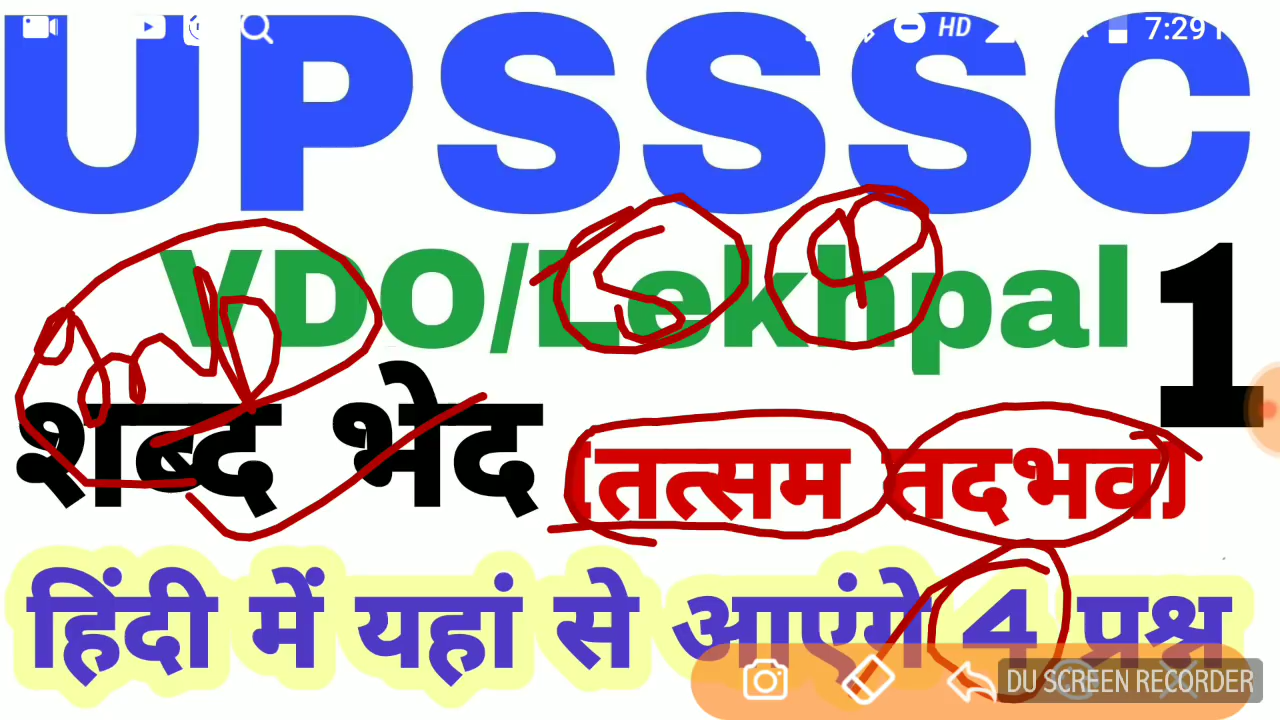 HD 7:29
UPSSSC
VDO/Lekhpal 1
शब्द भेद (तत्सम तदभव)
हिंदी में यहां से आएंगे 4 प्रश्न
DU SCREEN RECORDER